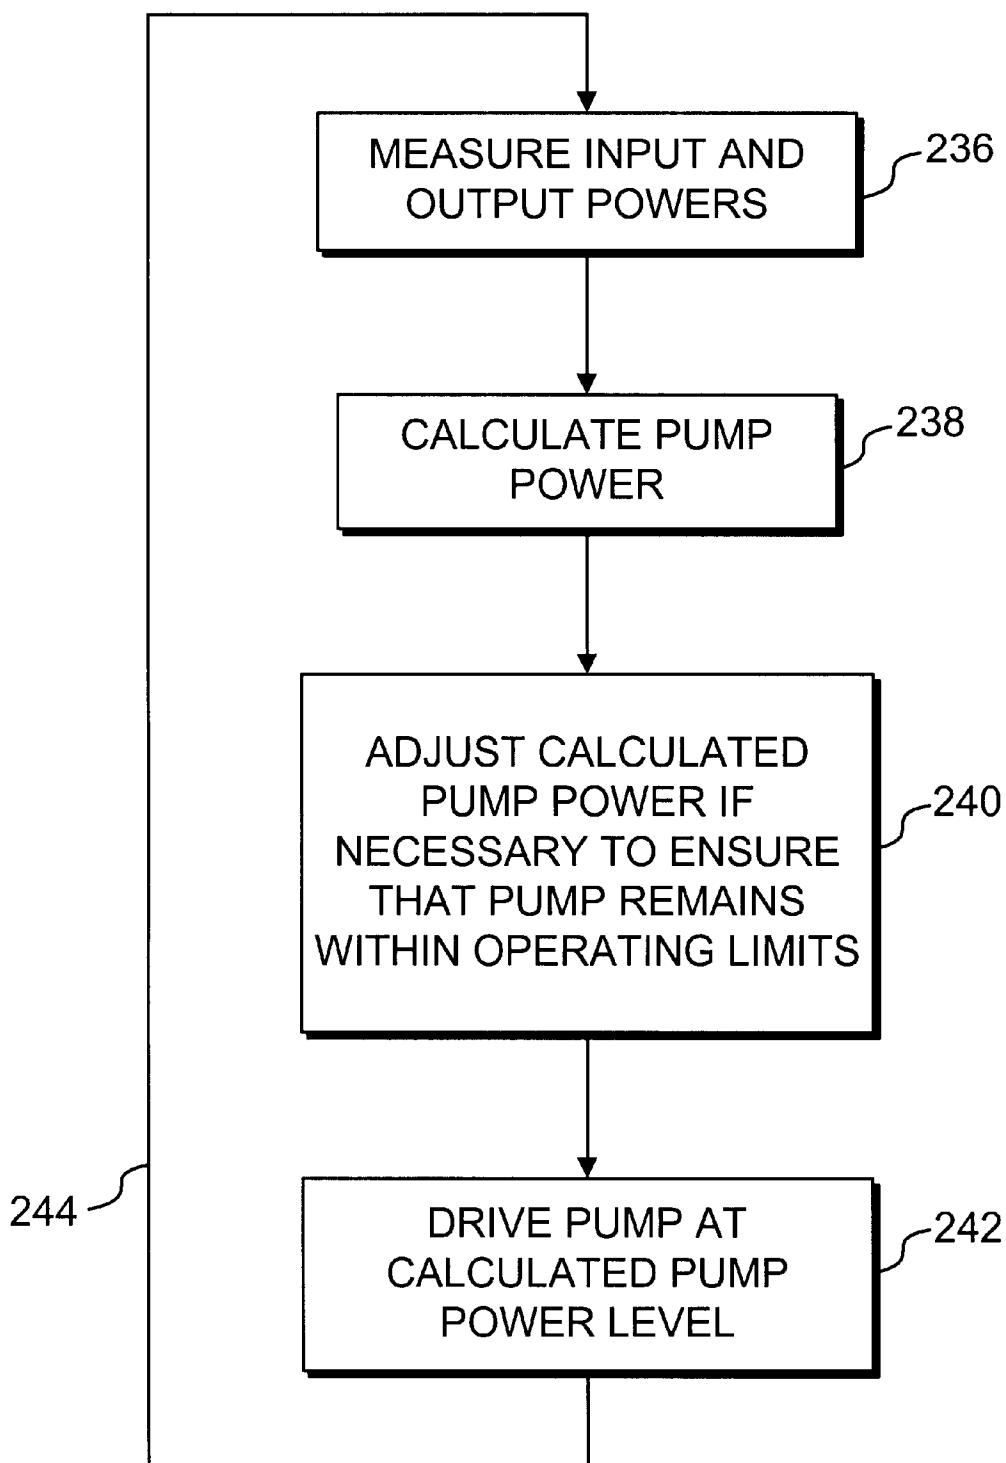 MEASURE INPUT AND
OUTPUT POWERS
236
CALCULATE PUMP
POWER
238
ADJUST CALCULATED
PUMP POWER IF
NECESSARY TO ENSURE
THAT PUMP REMAINS
WITHIN OPERATING LIMITS
240
244
DRIVE PUMP AT
CALCULATED PUMP
POWER LEVEL
242